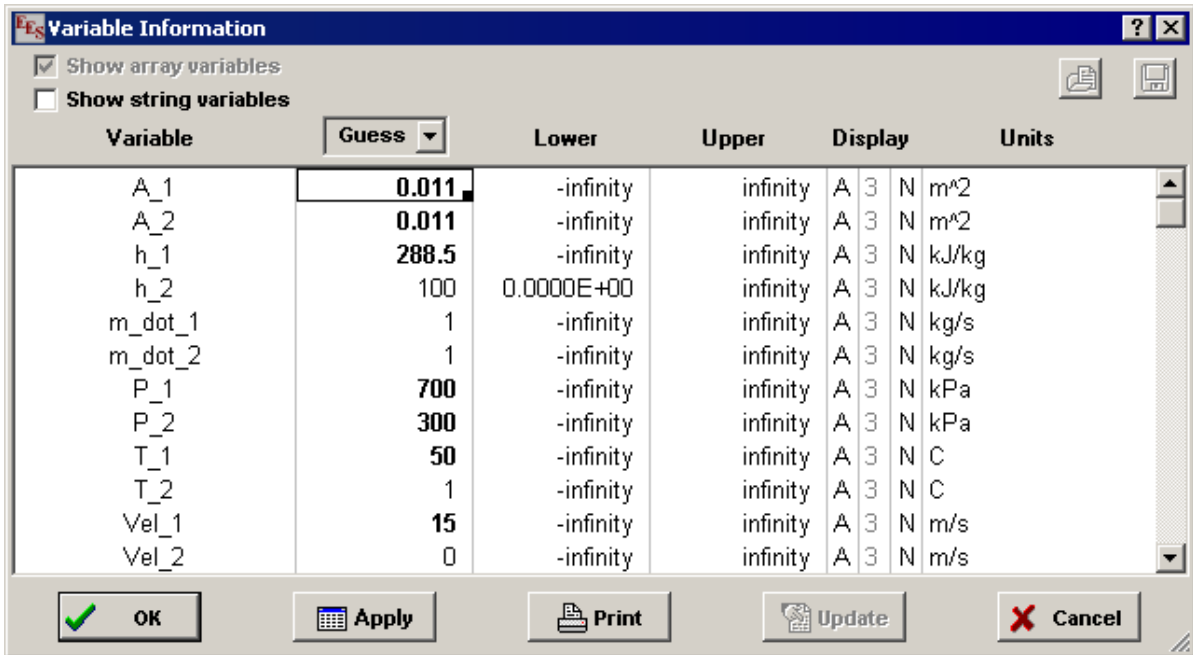 EES Variable Information ?
Show array variables
Show string variables
Variable Guess Lower Upper Display Units
A_1 0.011 -infinity infinity A 3 N m^2
A_2 0.011 -infinity infinity A 3 N m^2
h_1 288.5 -infinity infinity A 3 N kJ/kg
h_2 100 0.0000E+00 infinity A 3 N kJ/kg
m_dot_1 1 -infinity infinity A 3 N kg/s
m_dot_2 1 -infinity infinity A 3 N kg/s
P_1 700 -infinity infinity A 3 N kPa
P_2 300 -infinity infinity A 3 N kPa
T_1 50 -infinity infinity A 3 N C
T_2 1 -infinity infinity A 3 N C
Vel_1 15 -infinity infinity A 3 N m/s
Vel_2 0 -infinity infinity A 3 N m/s
OK Apply Print Update Cancel